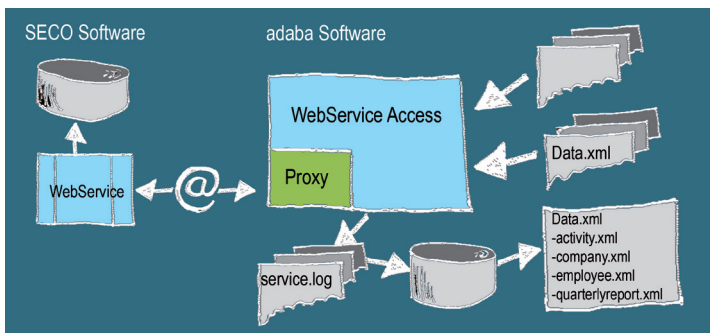 SECO Software
adaba Software
WebService Access
Proxy
WebService
@
Data.xml
service.log
Data.xml
-activity.xml
-company.xml
-employee.xml
-quarterlyreport.xml